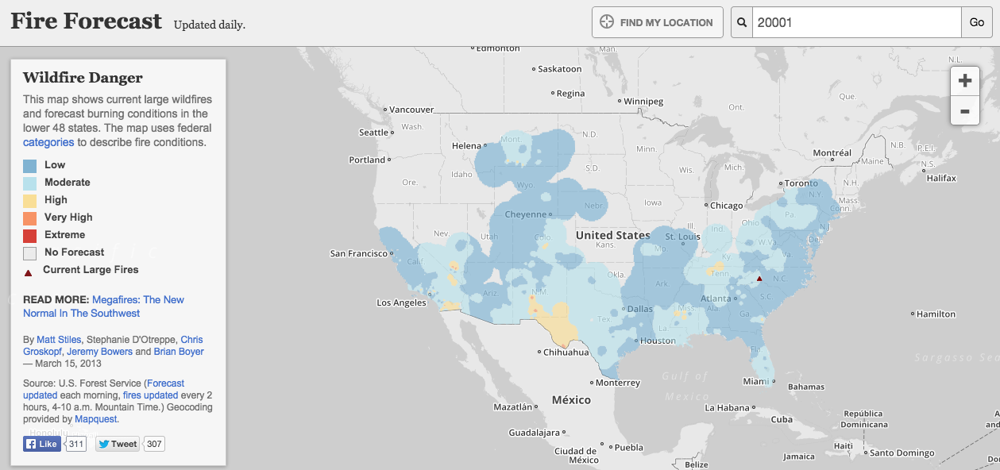 Fire Forecast Updated daily.
FIND MY LOCATION
20001
Go
Wildfire Danger
This map shows current large wildfires
and forecast burning conditions in the
lower 48 states. The map uses federal
categories to describe fire conditions.
Low
Moderate
High
Very High
Extreme
No Forecast
Current Large Fires
READ MORE: Megafires: The New
Normal In The Southwest
By Matt Stiles, Stephanie D'Otreppe, Chris
Groskopf, Jeremy Bowers and Brian Boyer
— March 15, 2013
Source: U.S. Forest Service (Forecast
updated each morning, fires updated every 2
hours, 4-10 a.m. Mountain Time.) Geocoding
provided by Mapquest.
Honolulu
Like 311 Tweet 307
+
-
Edmonton
Man.
N.L.
Saskatoon
Regina
Winnipeg
Que.
Ont.
Vancouver
Seattle
Wash.
Helena
Mont.
N.D.
Minn.
Montréal
N.B.
P.E.I.
N.S.
Maine
Halifax
Portland
Ore.
Idaho
S.D.
Wis.
Mich.
Toronto
N.Y.
N.H.
Mass.
Conn.
Wyo.
Nebr.
Iowa
Chicago
Cheyenne
Pa.
N.J.
Ohio
Nev.
Utah
Colo.
United States
Kans.
Ill.
Ind.
St. Louis
Mo.
W.Va.
De.
Va.
San Francisco
Calif.
Ky.
Okla.
Tenn.
N.C.
Los Angeles
Ariz.
N.M.
Ark.
Atlanta
S.C.
Dallas
Miss.
Ala.
Ga.
Hamilton
Tex.
La.
Houston
Chihuahua
Fla.
Sargasso Sea
Gulf of
Mexico
Miami
Bahamas
Monterrey
México
Mazatlán
La Habana
Cuba
República
Dominicana
Guadalajara
Puebla
Ciudad de
México
Haiti
Santo Domingo
Jamaica
Belize